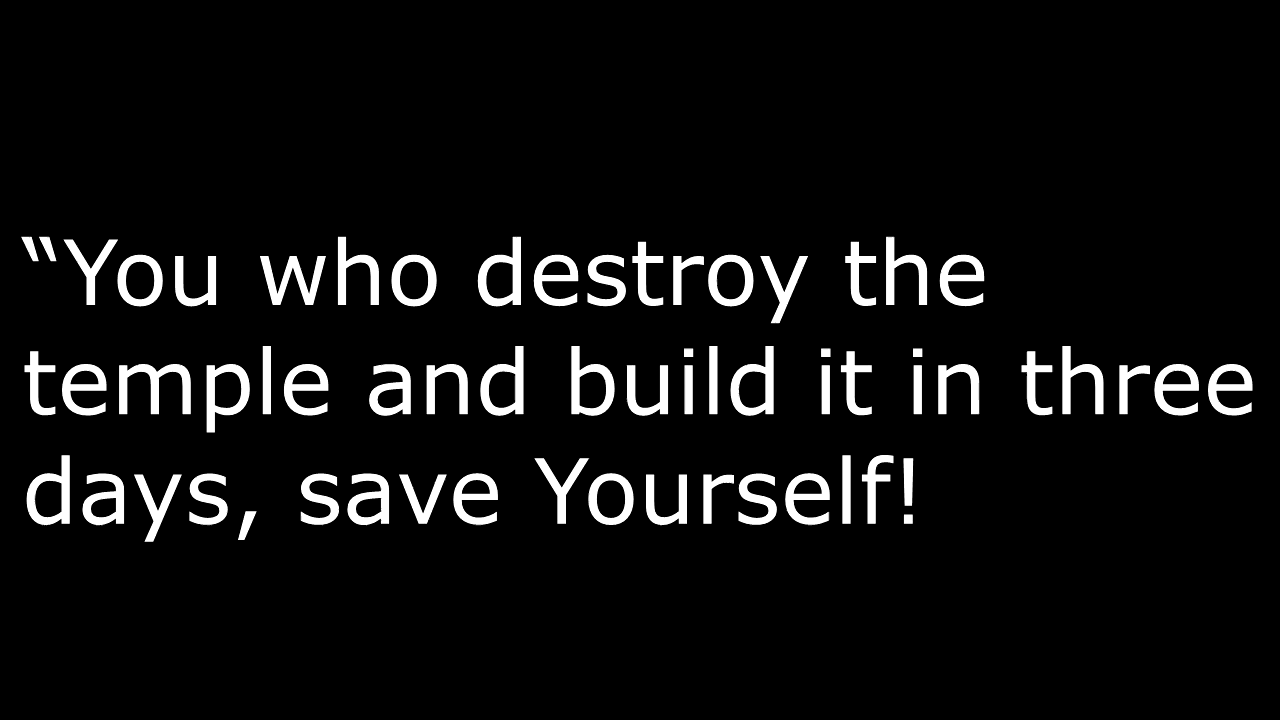 “You who destroy the
temple and build it in three
days, save Yourself!